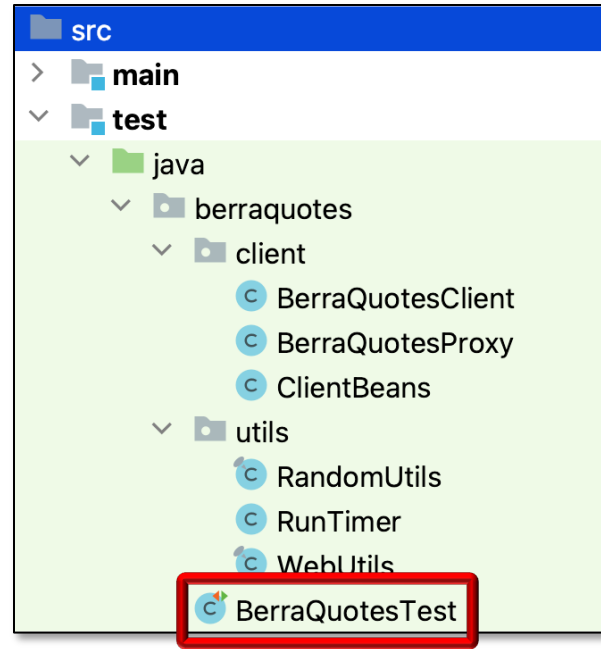 src
main
test
java
berraquotes
client
C BerraQuotesClient
C BerraQuotesProxy
C ClientBeans
utils
C RandomUtils
C RunTimer
C WebUtils
C BerraQuotesTest